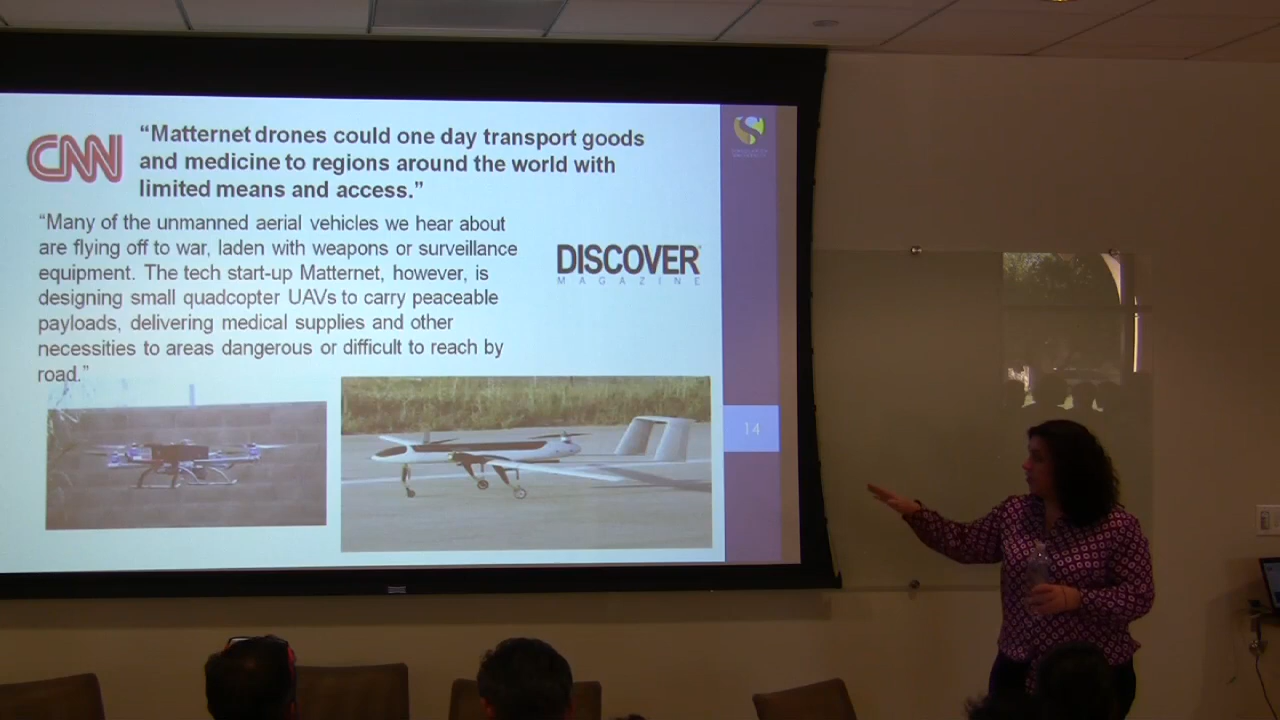 CNN
“Matternet drones could one day transport goods
and medicine to regions around the world with
limited means and access.”
“Many of the unmanned aerial vehicles we hear about
are flying off to war, laden with weapons or surveillance
equipment. The tech start-up Matternet, however, is
designing small quadcopter UAVs to carry peaceable
payloads, delivering medical supplies and other
necessities to areas dangerous or difficult to reach by
road.”
DISCOVER
MAGAZINE
14